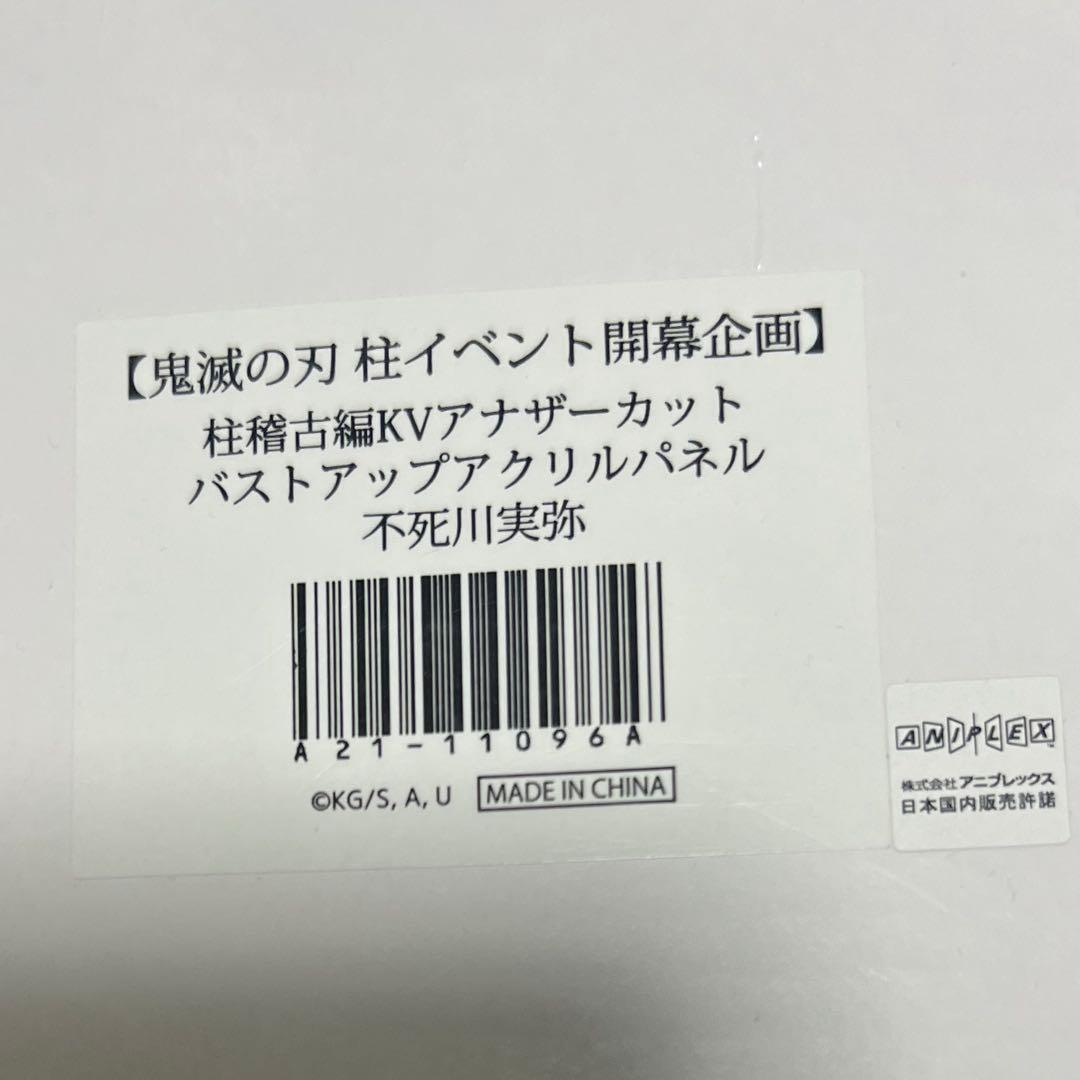 【鬼滅の刃 柱イベント開幕企画】
柱稽古編KVアナザーカット
バストアップアクリルパネル
不死川実弥
A21-11096A
©KG/S, A, U MADE IN CHINA
ANIPLEX™
株式会社アニプレックス
日本国内販売許諾